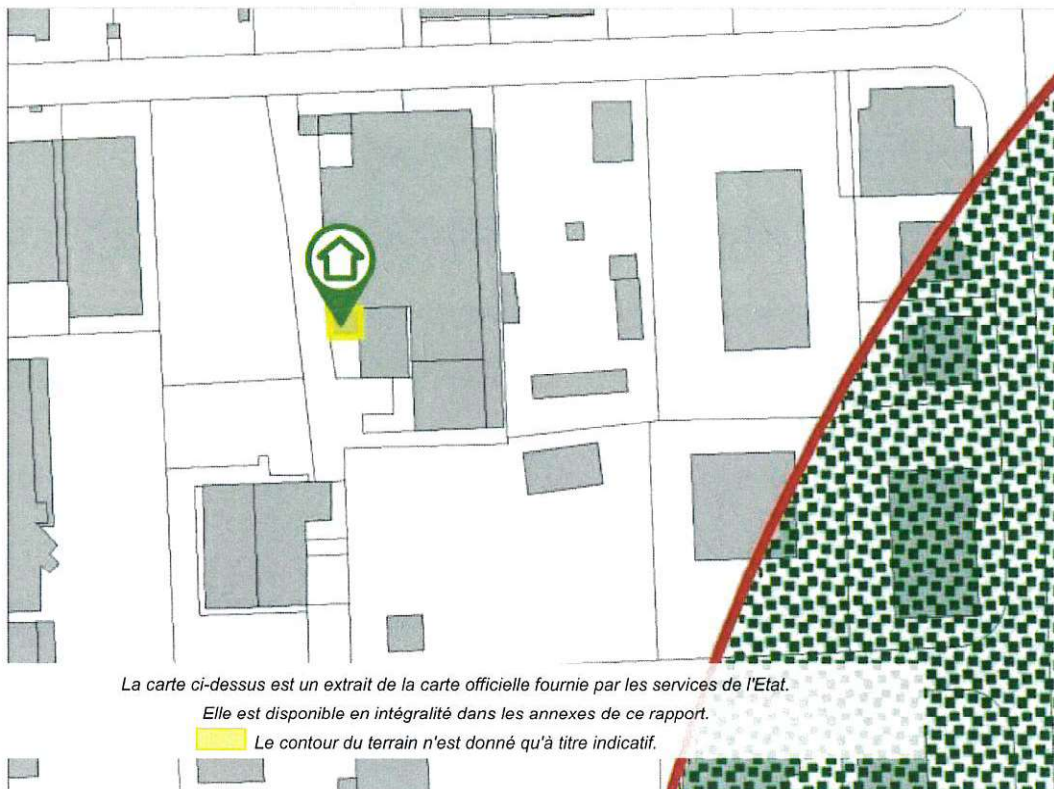 La carte ci-dessus est un extrait de la carte officielle fournie par les services de l'Etat.
Elle est disponible en intégralité dans les annexes de ce rapport.
Le contour du terrain n'est donné qu'à titre indicatif.